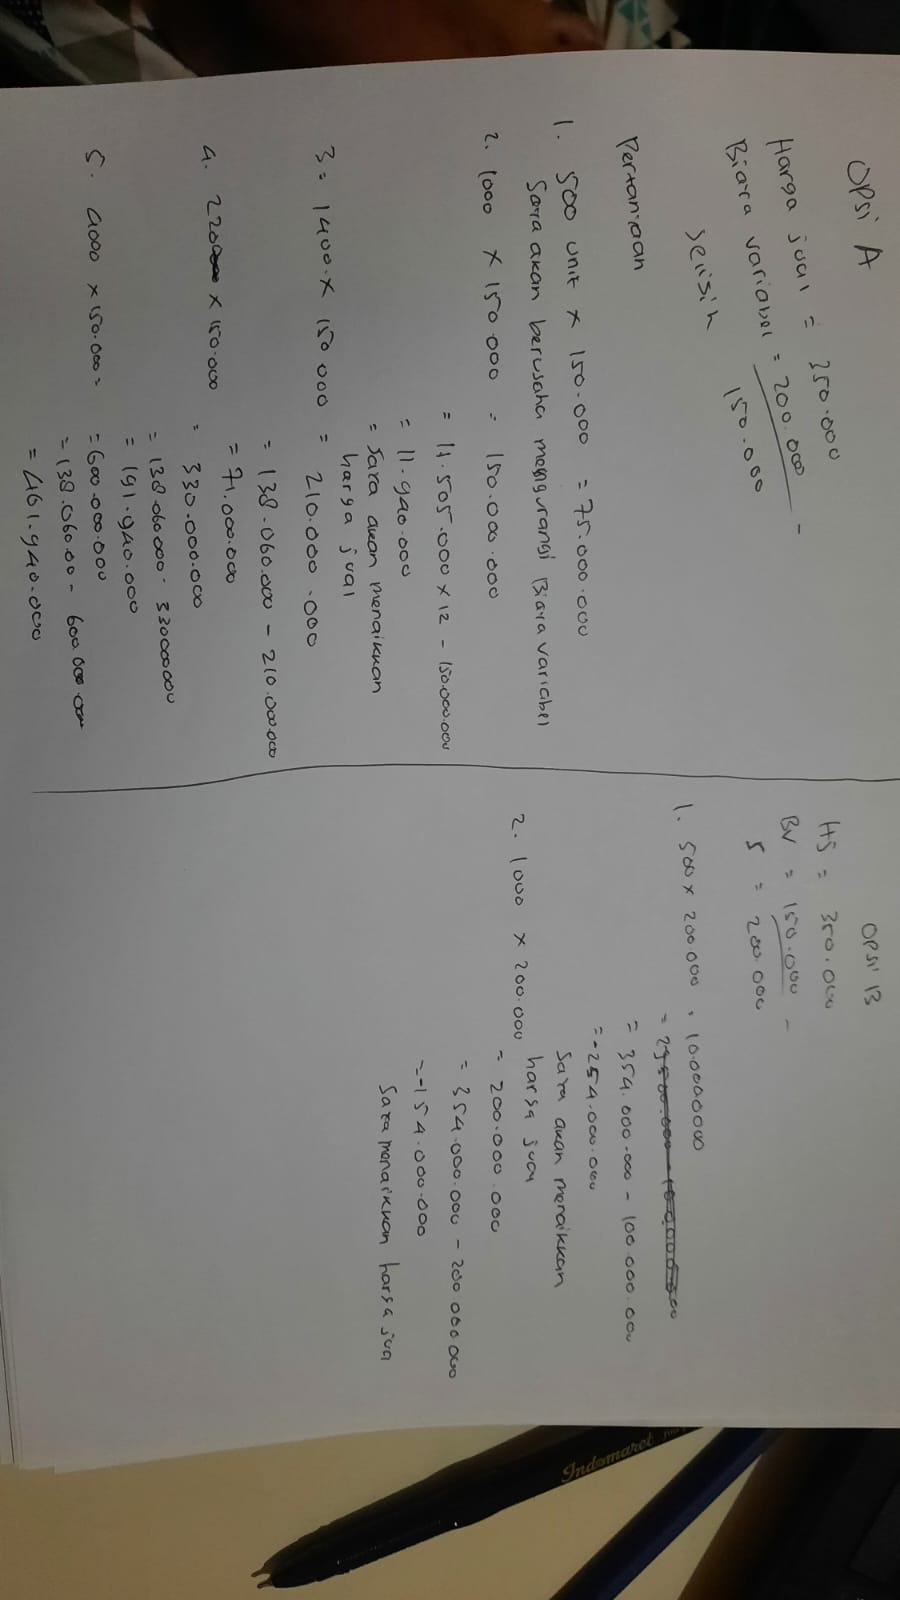 OPSI A
Harga jual = 350.000
Biaya variabel = 200.000 -
selisih 150.000
Pertanyaan
1. 500 unit x 150.000 = 75.000.000
Saya akan berusaha mengurangi Biaya variabel
2. 1000 x 150 000 = 150.000.000
= 11.505.000 x 12 - 150.000.000
= 11.940.000
= Saya akan menaikkan
harga jual
3 = 1400 x 150 000 = 210.000.000
= 138.060.000 - 210.000.000
= 71.000.000
4. 2200 x 150.000 = 330.000.000
= 138.060.000 - 330000000
= 191.940.000
5. 4000 x 150.000 = = 600.000.000
= 138.060.00 - 600.000.000
= 461.940.000
OPSI B
HS = 350.000
BV = 150.000 -
S = 200.000
1. 500 x 200.000 = 100.000.000
= 354.000.000 - 100.000.000
= -254.000.000
Saya akan menaikkan
harga jual
2. 1000 x 200.000 = 200.000.000
= 354.000.000 - 200.000.000
= -154.000.000
Saya menaikkan harga jua
Indomaret